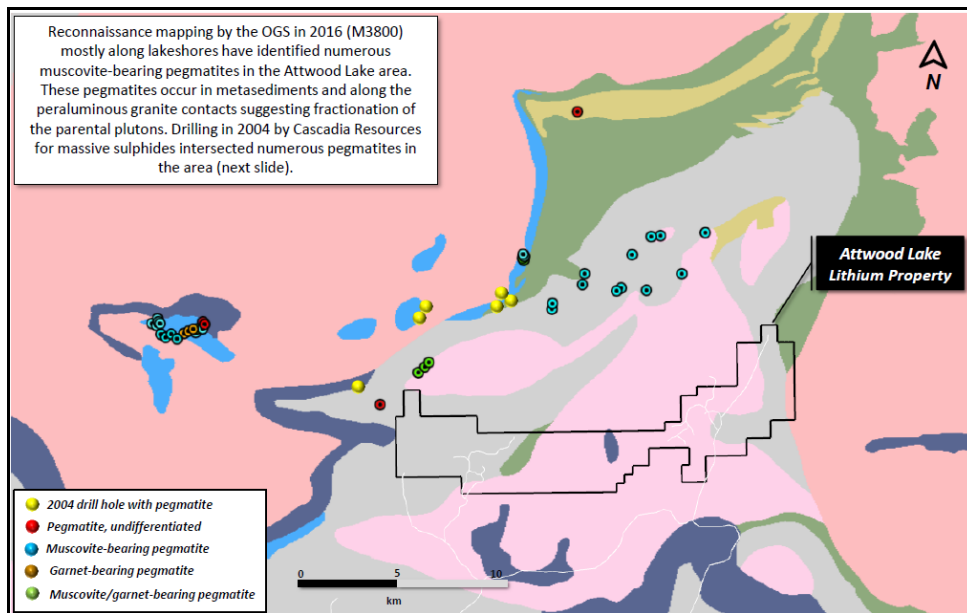 Reconnaissance mapping by the OGS in 2016 (M3800)
mostly along lakeshores have identified numerous
muscovite-bearing pegmatites in the Attwood Lake area.
These pegmatites occur in metasediments and along the
peraluminous granite contacts suggesting fractionation
of the parental plutons. Drilling in 2004 by Cascadia Resources
for massive sulphides intersected numerous pegmatites in
the area (next slide).
N
Attwood Lake
Lithium Property
2004 drill hole with pegmatite
Pegmatite, undifferentiated
Muscovite-bearing pegmatite
Garnet-bearing pegmatite
Muscovite/garnet-bearing pegmatite
0 5 10
km